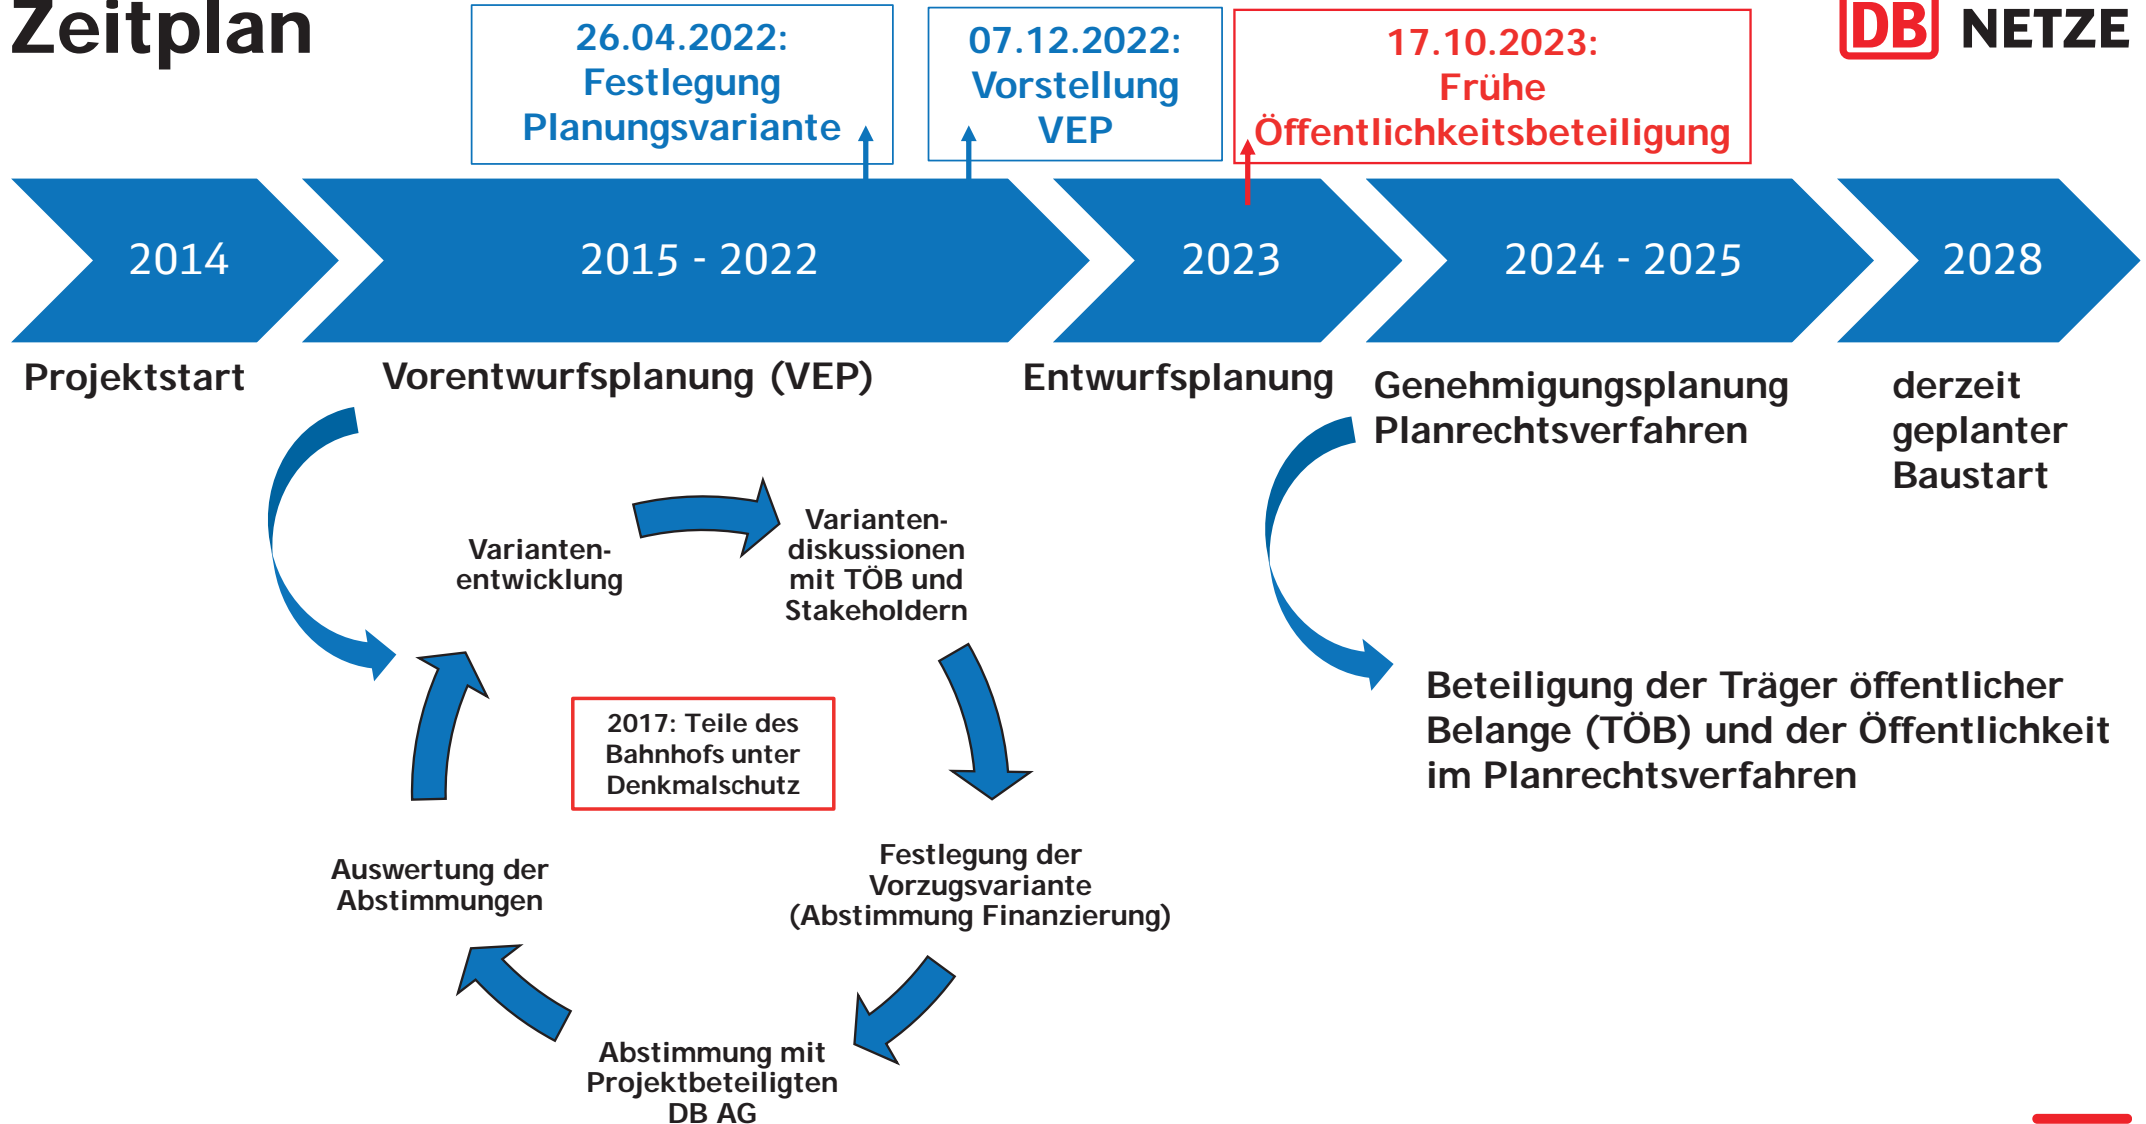 Zeitplan
26.04.2022:
Festlegung
Planungsvariante
07.12.2022:
Vorstellung
VEP
17.10.2023:
Frühe
Öffentlichkeitsbeteiligung
DB NETZE
2014
2015 - 2022
2023
2024 - 2025
2028
Projektstart
Vorentwurfsplanung (VEP)
Entwurfsplanung
Genehmigungsplanung
Planrechtsverfahren
derzeit
geplanter
Baustart
Varianten-
entwicklung
Varianten-
diskussionen
mit TÖB und
Stakeholdern
2017: Teile des
Bahnhofs unter
Denkmalschutz
Festlegung der
Vorzugsvariante
(Abstimmung Finanzierung)
Auswertung der
Abstimmungen
Abstimmung mit
Projektbeteiligten
DB AG
Beteiligung der Träger öffentlicher
Belange (TÖB) und der Öffentlichkeit
im Planrechtsverfahren